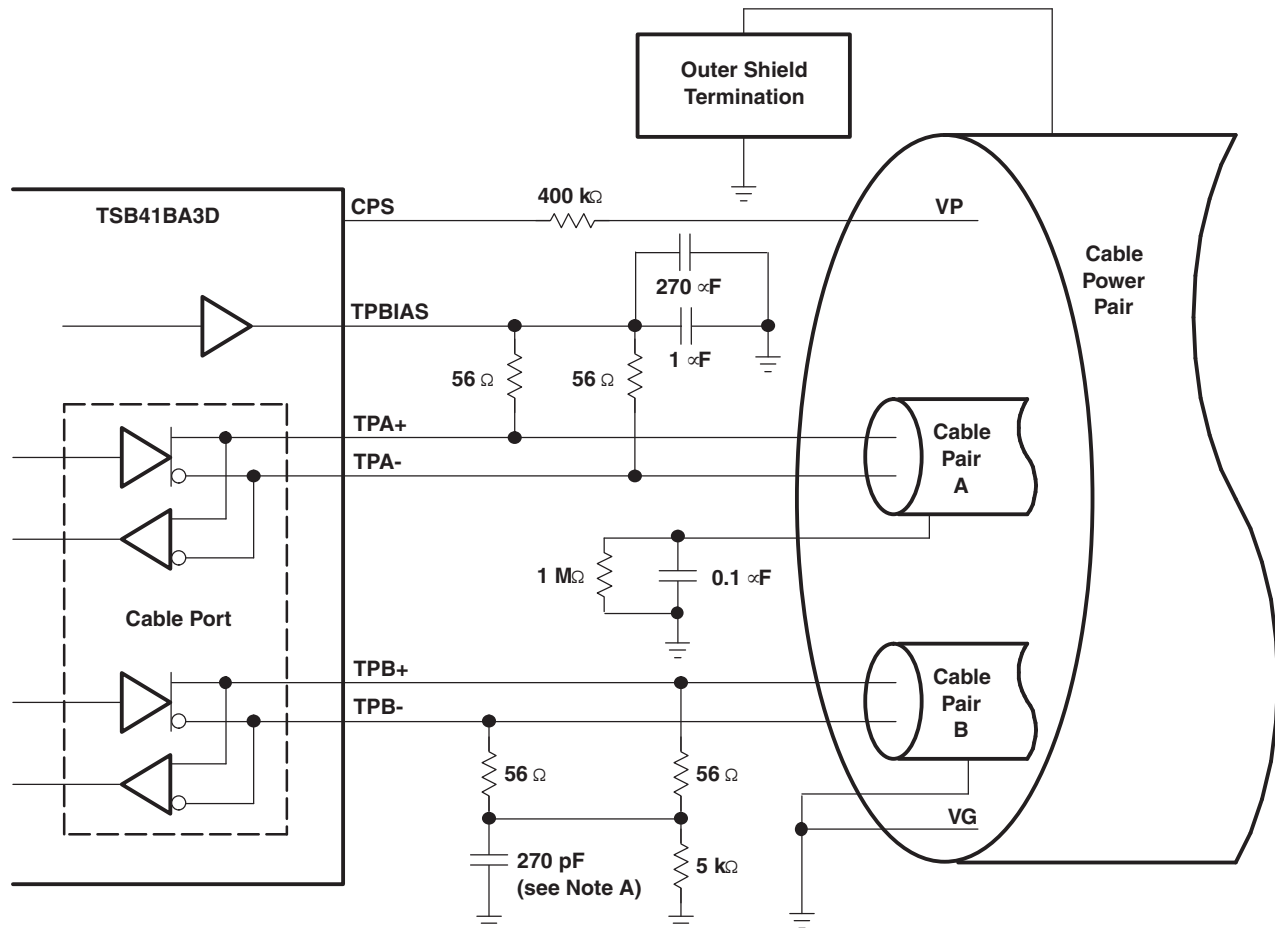 Outer Shield
Termination
TSB41BA3D
CPS
400 kΩ
VP
Cable
Power
Pair
270 ∝F
TPBIAS
1 ∝F
56 Ω
56 Ω
TPA+
Cable
Pair
A
TPA-
1 MΩ
0.1 ∝F
Cable Port
TPB+
Cable
Pair
B
TPB-
56 Ω
56 Ω
VG
270 pF
(see Note A)
5 kΩ